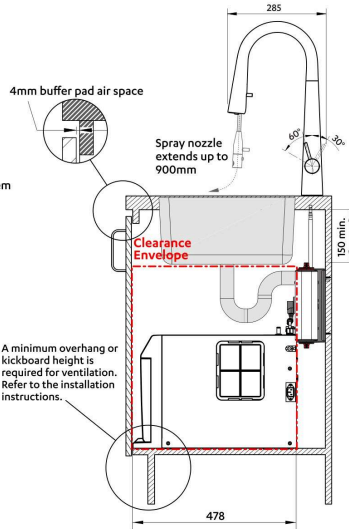 285
4mm buffer pad air space
60°
30°
Spray nozzle
extends up to
900mm
em
150 min.
Clearance
Envelope
A minimum overhang or
kickboard height is
required for ventilation.
Refer to the installation
instructions.
478